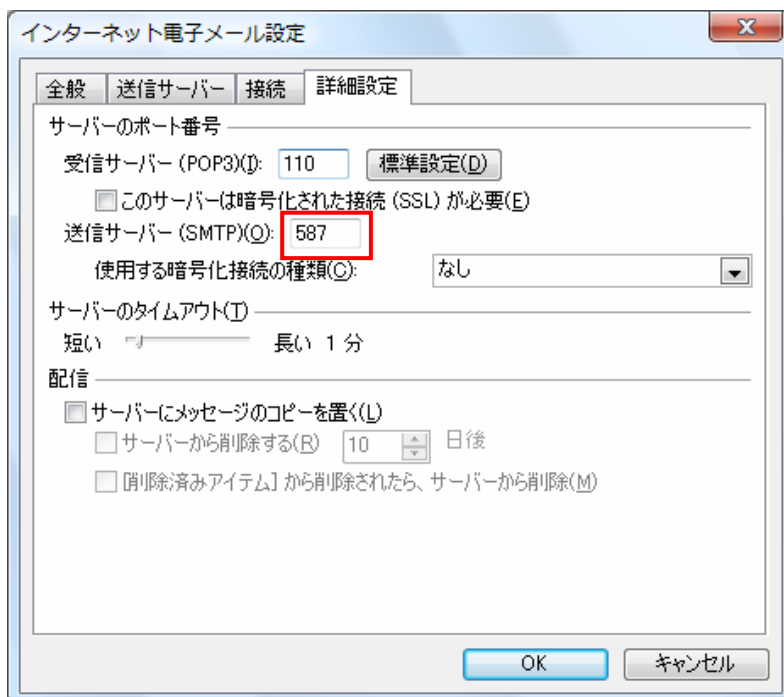 インターネット電子メール設定
全般 送信サーバー 接続 詳細設定
サーバーのポート番号
受信サーバー (POP3)(I): 110 標準設定(D)
このサーバーは暗号化された接続 (SSL) が必要(E)
送信サーバー (SMTP)(O): 587
使用する暗号化接続の種類(C): なし
サーバーのタイムアウト(T)
短い 長い 1 分
配信
サーバーにメッセージのコピーを置く(L)
サーバーから削除する(R) 10 日後
[削除済みアイテム] から削除されたら、サーバーから削除(M)
OK キャンセル